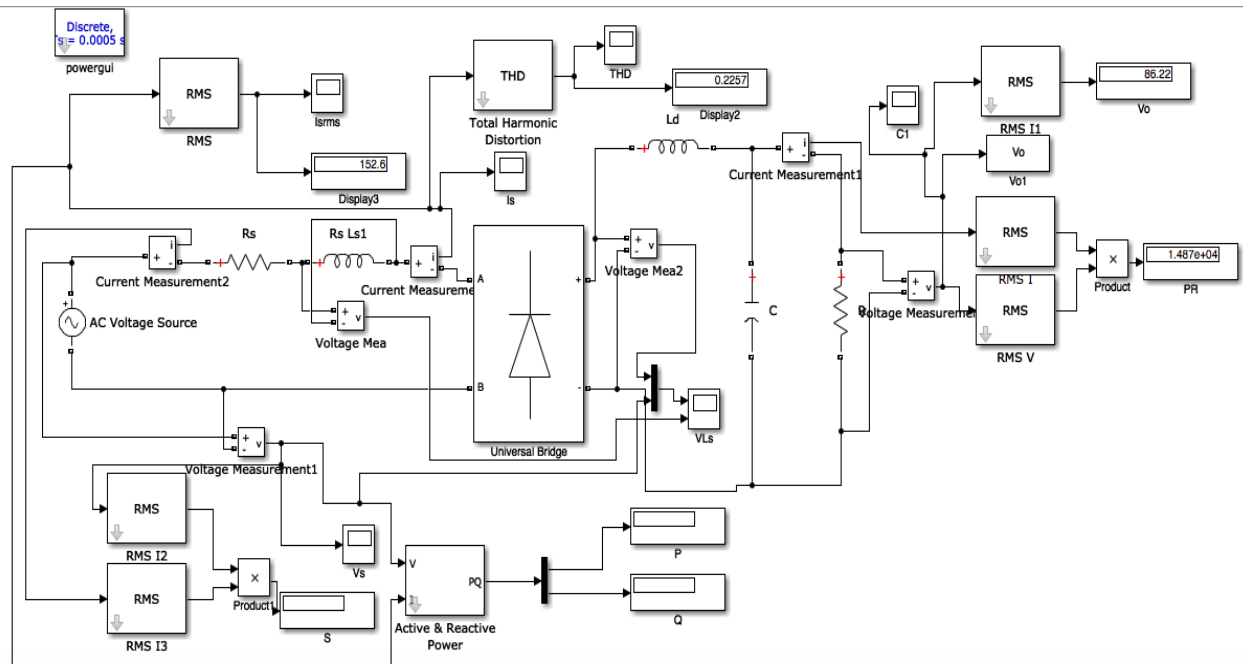 Discrete,
s = 0.0005 s
powergui
RMS
RMS
Isrms
152.6
Display3
THD
Total Harmonic
Distortion
THD
0.2257
Display2
Is
Ld
C1
RMS
RMS I1
86.22
Vo
Vo
Vo1
Current Measurement1
RMS
RMS I
RMS
RMS V
×
Product
1.487e+04
PR
i
+
-
Current Measurement2
Rs
Rs Ls1
i
+
-
Current Measureme
+
-
v
Voltage Mea
+
AC Voltage Source
A
B
+
-
Universal Bridge
+
-
v
Voltage Mea2
i
+
-
C
+
-
v
Voltage Measuremen
VLs
+
-
v
Voltage Measurement1
RMS
RMS I2
RMS
RMS I3
×
Product1
S
Vs
V
PQ
Active & Reactive
Power
P
Q